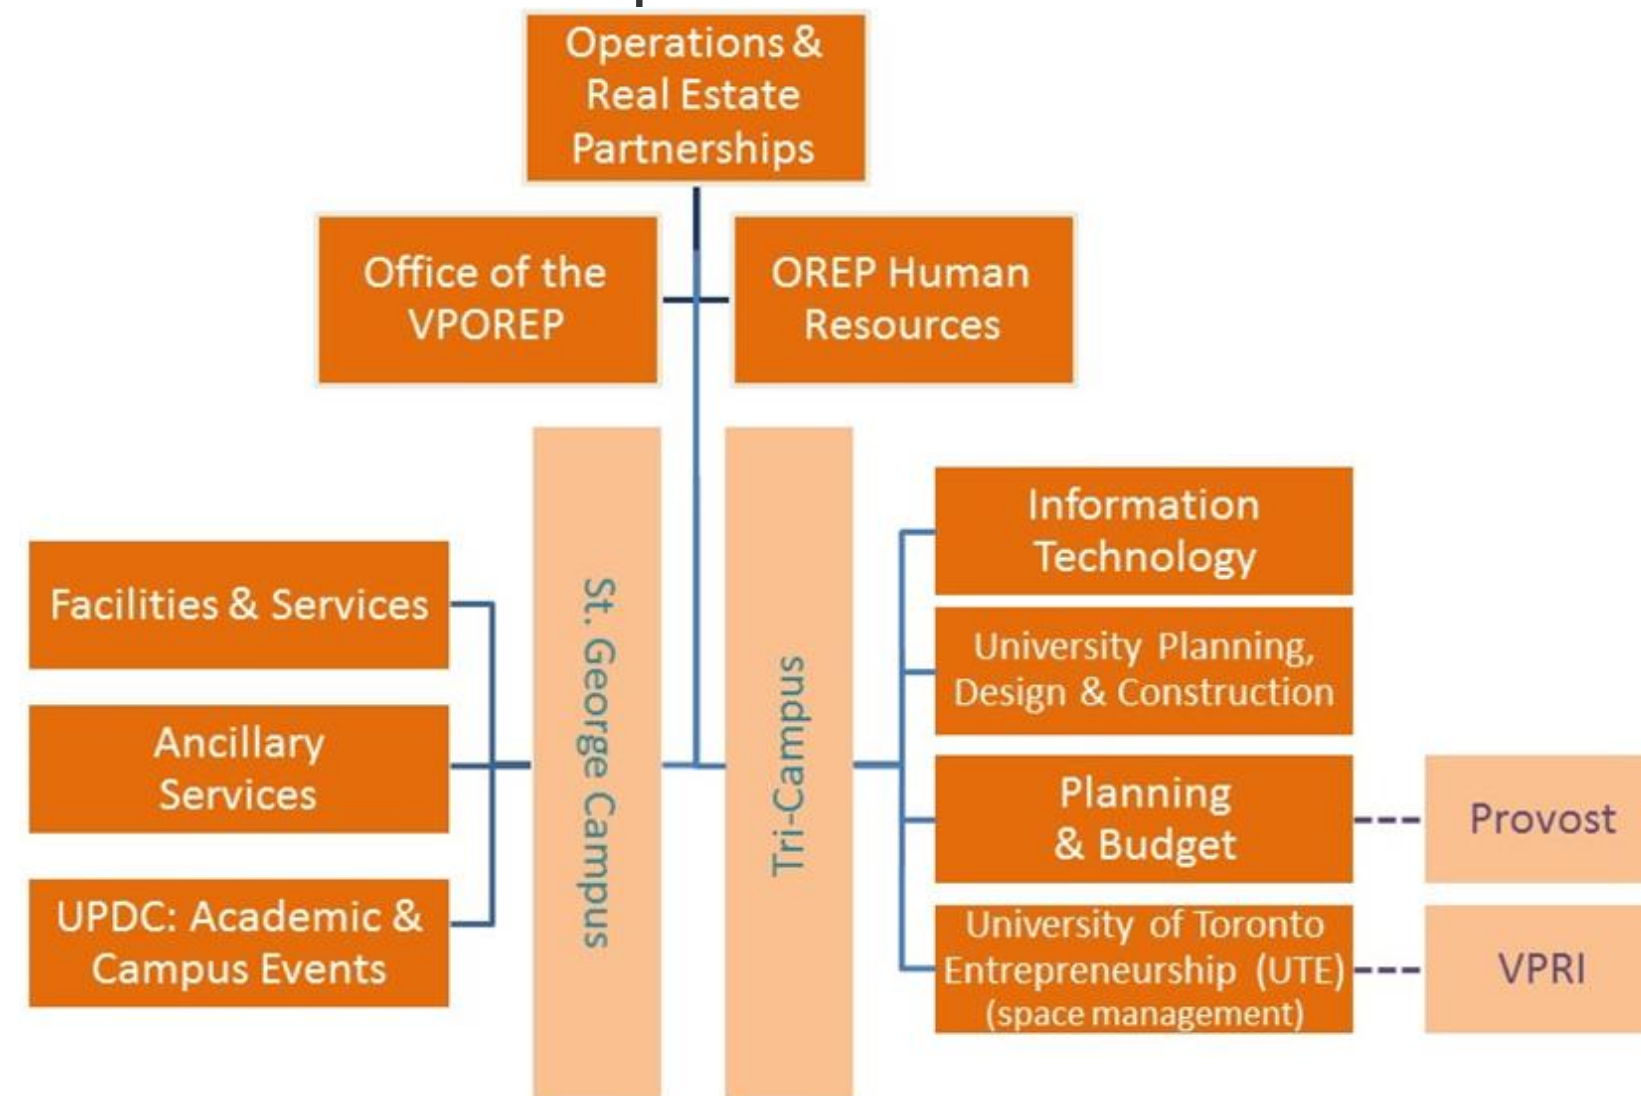 Operations &
Real Estate
Partnerships
Office of the
VPOREP
OREP Human
Resources
St. George Campus
Tri-Campus
Facilities & Services
Ancillary
Services
UPDC: Academic &
Campus Events
Information
Technology
University Planning,
Design & Construction
Planning
& Budget
Provost
University of Toronto
Entrepreneurship (UTE)
(space management)
VPRI